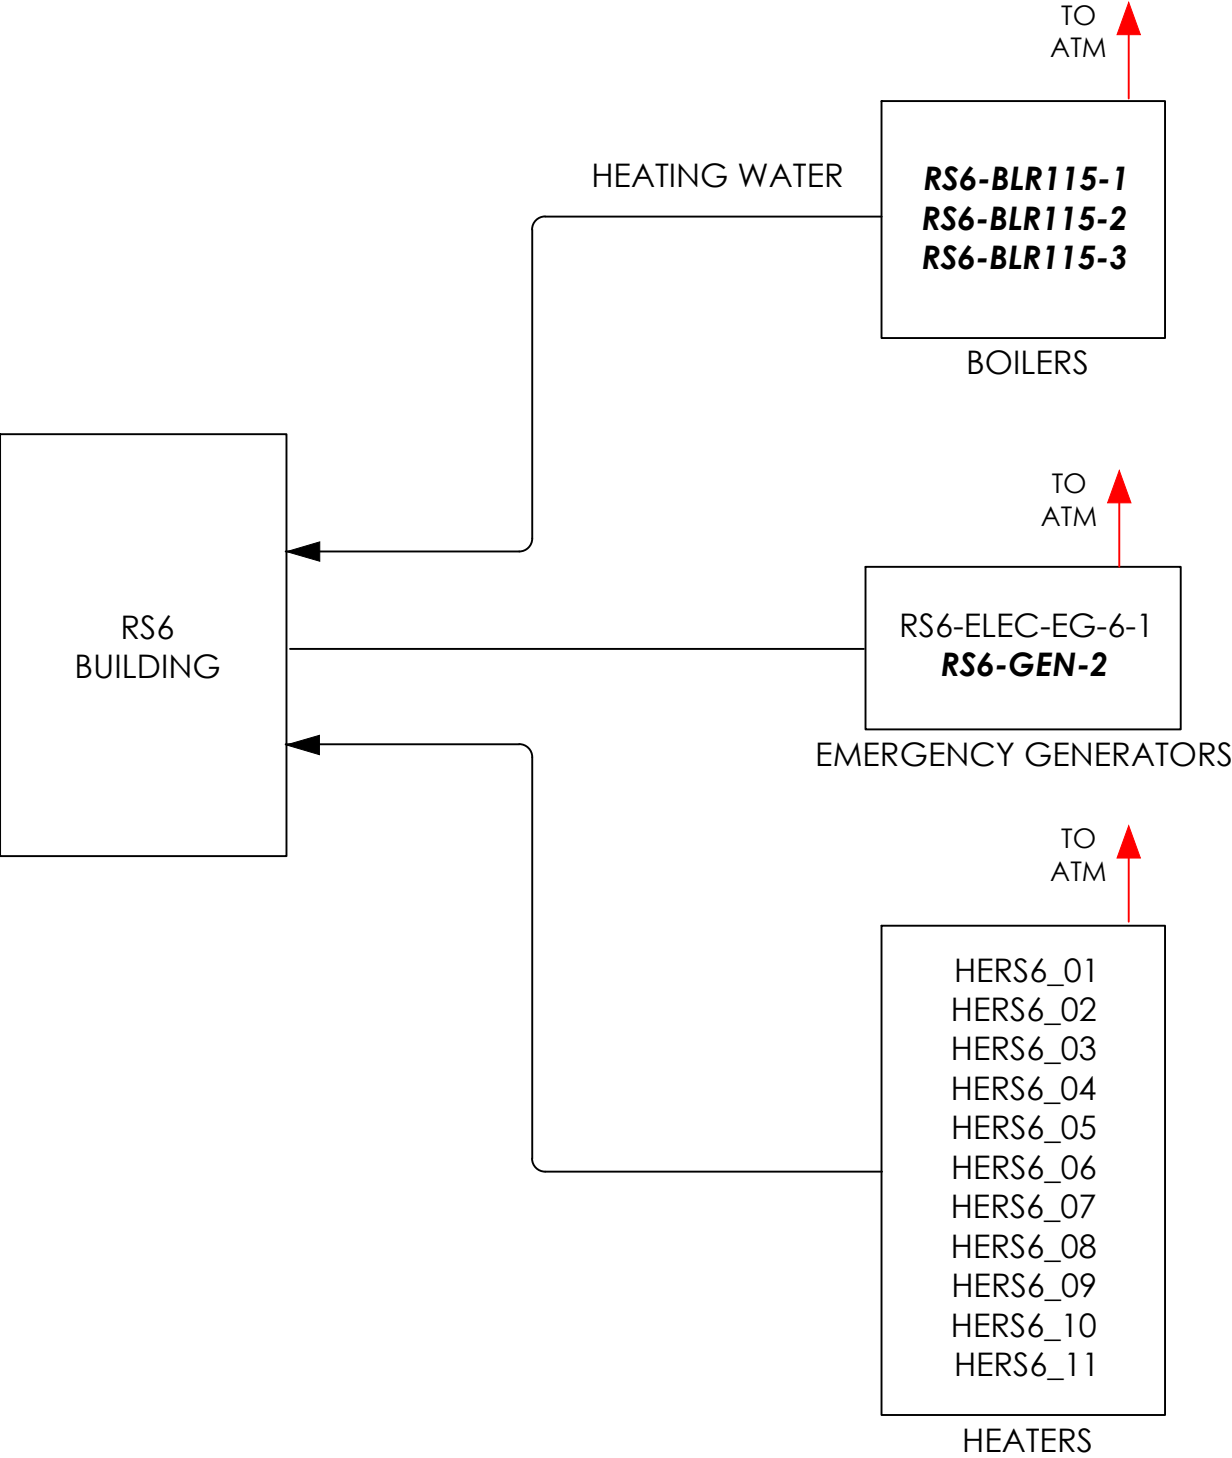 TO
ATM
HEATING WATER
RS6-BLR115-1
RS6-BLR115-2
RS6-BLR115-3
BOILERS
RS6
BUILDING
TO
ATM
RS6-ELEC-EG-6-1
RS6-GEN-2
EMERGENCY GENERATORS
TO
ATM
HERS6_01
HERS6_02
HERS6_03
HERS6_04
HERS6_05
HERS6_06
HERS6_07
HERS6_08
HERS6_09
HERS6_10
HERS6_11
HEATERS